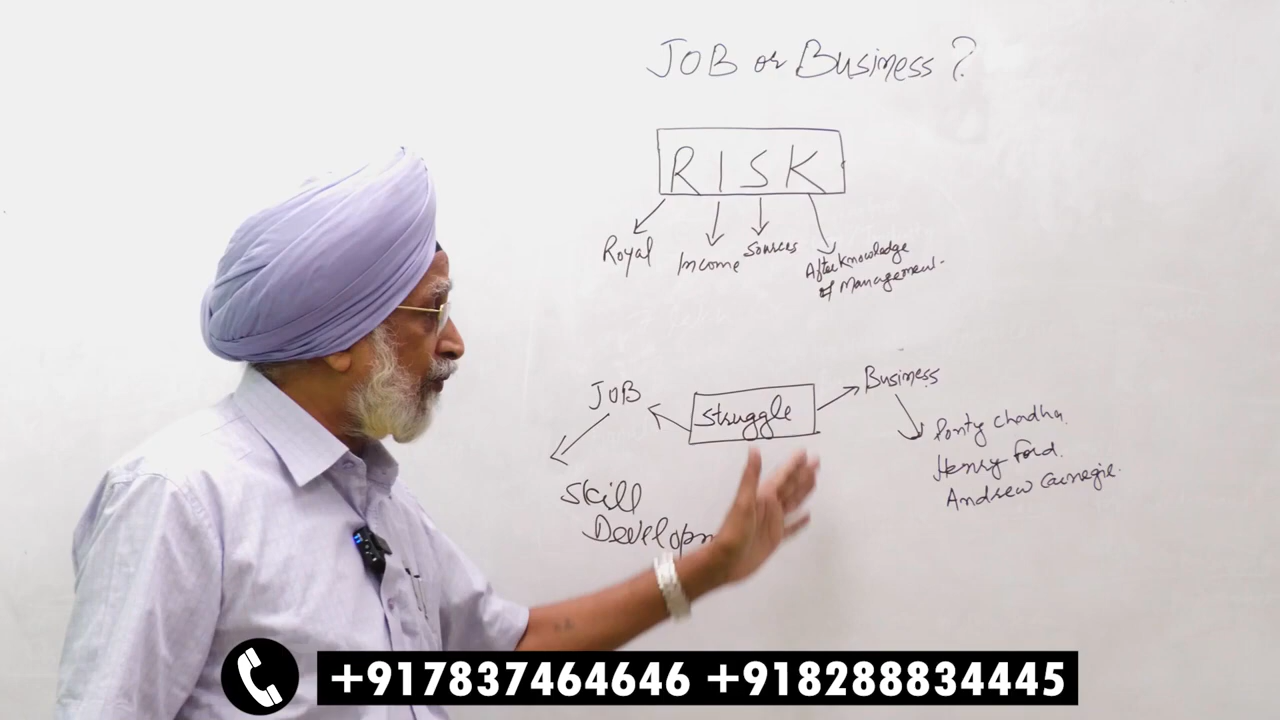 JOB or Business ?
RISK
Royal Income Sources After Knowledge
of Management.
JOB struggle Business
Ponty Chadha
Henry Ford.
Andrew Carnegie.
Skill
Developm
+917837464646 +918288834445